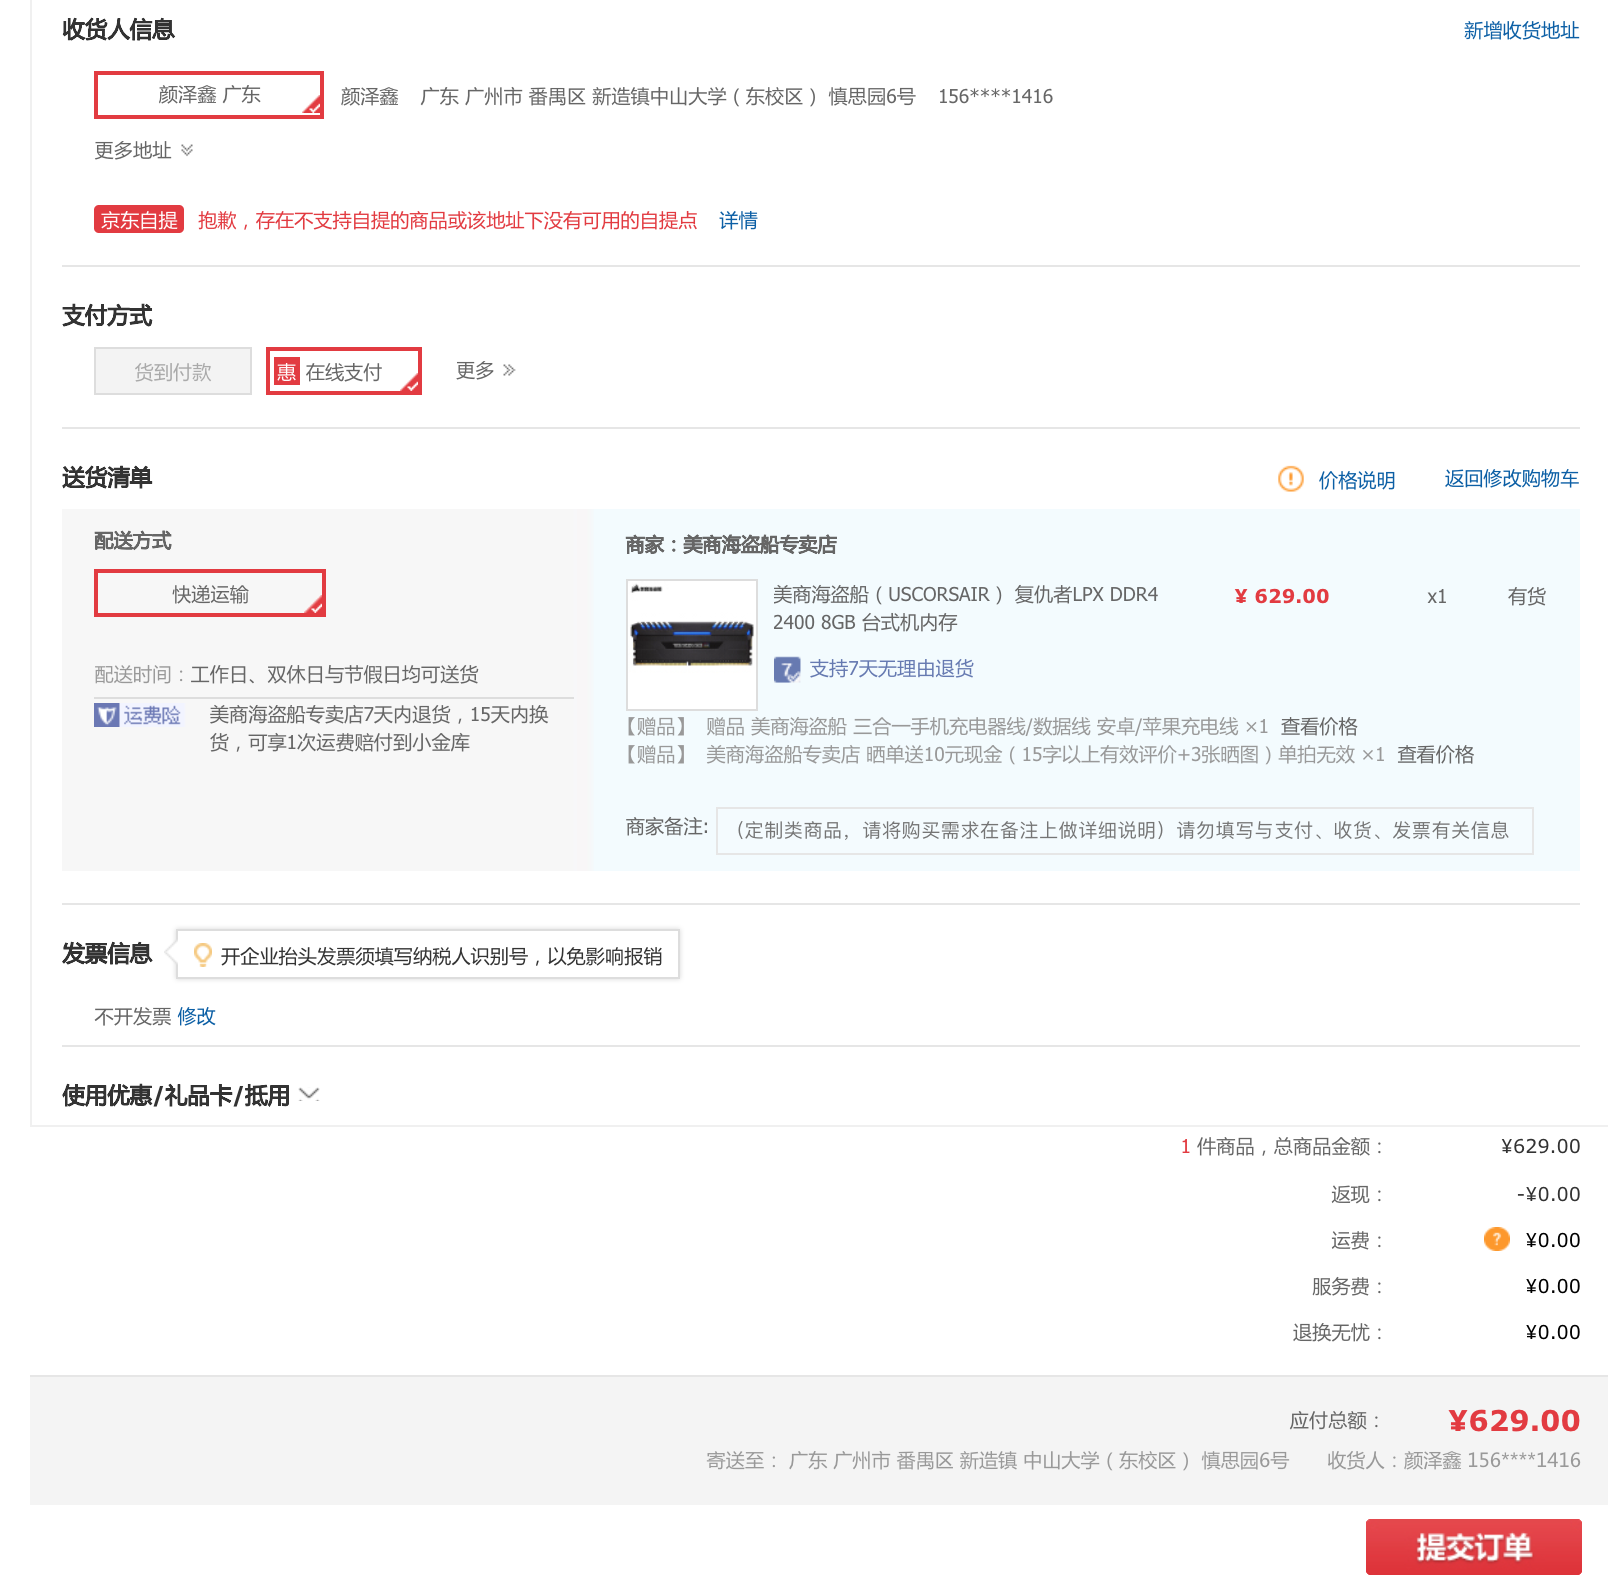 收货人信息
新增收货地址
颜泽鑫 广东
颜泽鑫 广东 广州市 番禺区 新造镇中山大学（东校区） 慎思园6号 156****1416
更多地址
京东自提 抱歉，存在不支持自提的商品或该地址下没有可用的自提点 详情
支付方式
货到付款
惠 在线支付
更多
送货清单
价格说明
返回修改购物车
配送方式
快递运输
配送时间：工作日、双休日与节假日均可送货
运费险 美商海盗船专卖店7天内退货，15天内换
货，可享1次运费赔付到小金库
商家：美商海盗船专卖店
美商海盗船（USCORSAIR） 复仇者LPX DDR4
2400 8GB 台式机内存
¥ 629.00
x1
有货
7 支持7天无理由退货
【赠品】 赠品 美商海盗船 三合一手机充电器线/数据线 安卓/苹果充电线 ×1 查看价格
【赠品】 美商海盗船专卖店 晒单送10元现金（15字以上有效评价+3张晒图）单拍无效 ×1 查看价格
商家备注: （定制类商品，请将购买需求在备注上做详细说明）请勿填写与支付、收货、发票有关信息
发票信息
开企业抬头发票须填写纳税人识别号，以免影响报销
不开发票 修改
使用优惠/礼品卡/抵用
1 件商品，总商品金额： ¥629.00
返现： -¥0.00
运费： ? ¥0.00
服务费： ¥0.00
退换无忧： ¥0.00
应付总额： ¥629.00
寄送至： 广东 广州市 番禺区 新造镇 中山大学（东校区） 慎思园6号 收货人：颜泽鑫 156****1416
提交订单